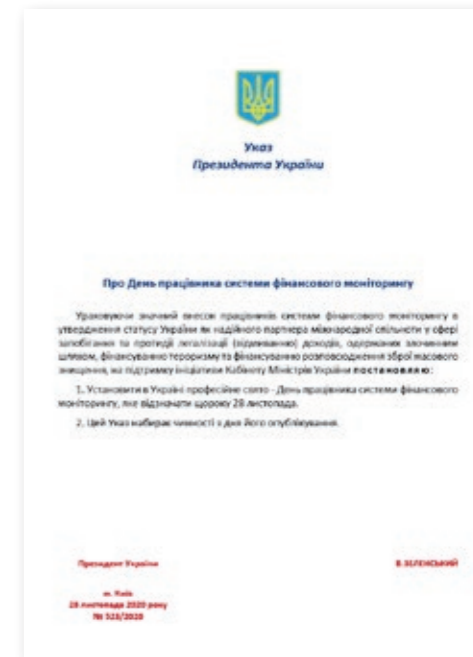 Указ
Президента України
Про День працівника системи фінансового моніторингу
Ураховуючи значний внесок працівників системи фінансового моніторингу в
утвердження статусу України як надійного партнера міжнародної спільноти у сфері
запобігання та протидії легалізації (відмиванню) доходів, одержаних злочинним
шляхом, фінансуванню тероризму та фінансуванню розповсюдження зброї масового
знищення, на підтримку ініціативи Кабінету Міністрів України постановляю:
1. Установити в Україні професійне свято - День працівника системи фінансового
моніторингу, яке відзначати щороку 28 листопада.
2. Цей Указ набирає чинності з дня його опублікування.
Президент України В.ЗЕЛЕНСЬКИЙ
м. Київ
28 листопада 2020 року
№ 523/2020